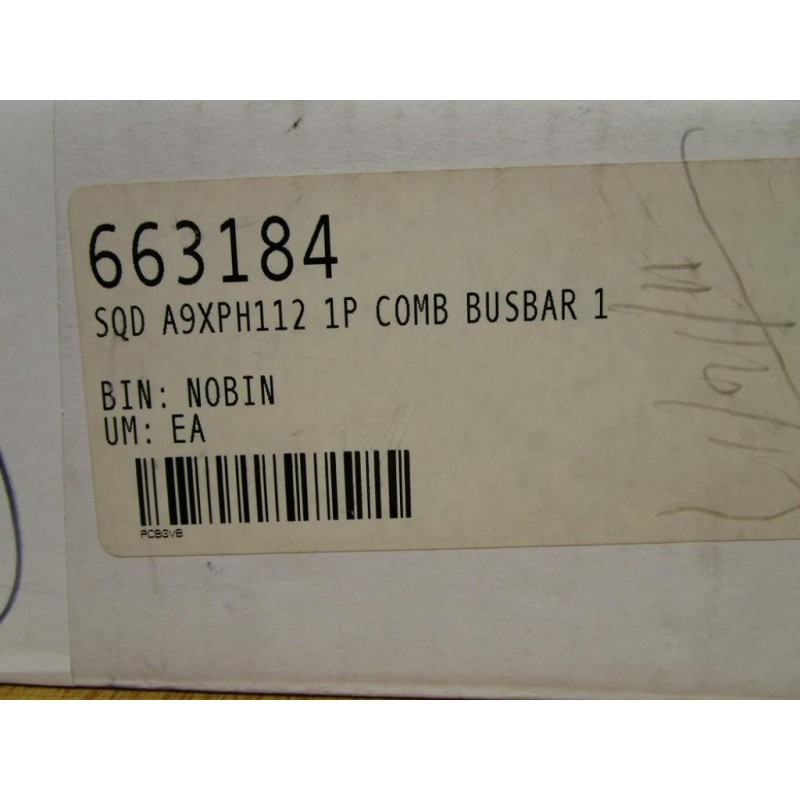 663184
SQD A9XPH112 1P COMB BUSBAR 1
BIN: NOBIN
UM: EA
PCBGVB